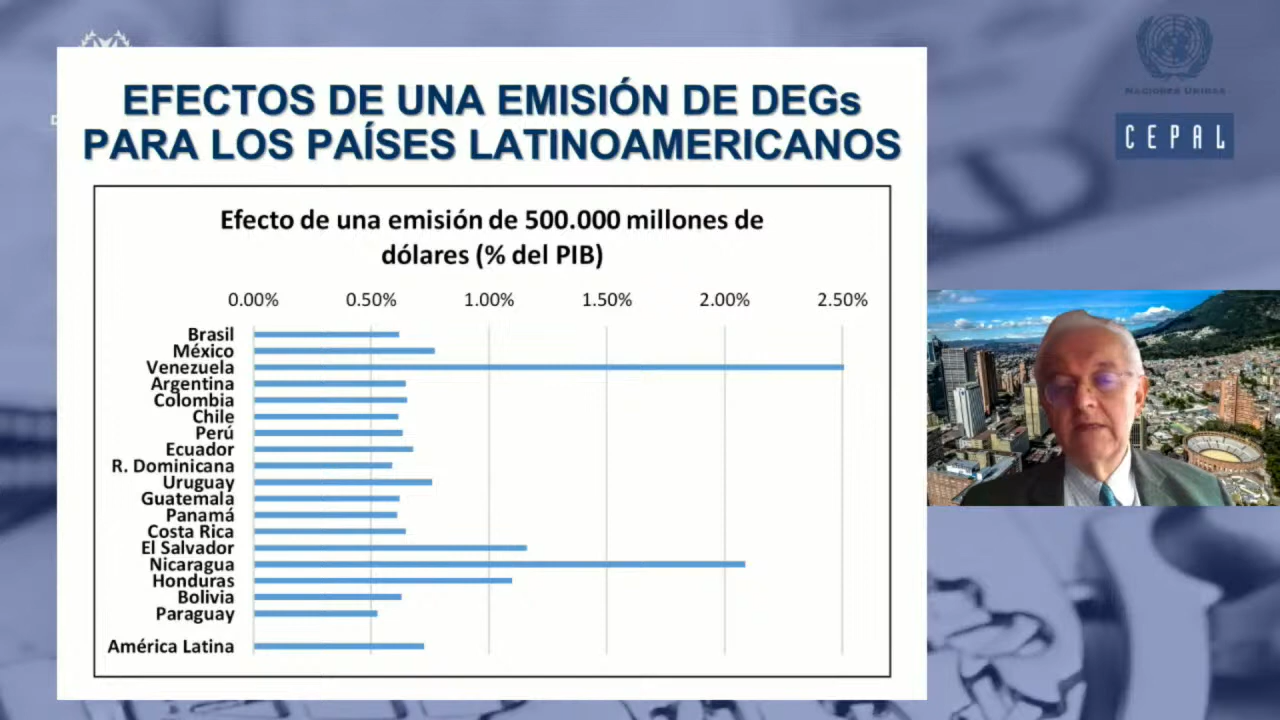 EFECTOS DE UNA EMISIÓN DE DEGs
PARA LOS PAÍSES LATINOAMERICANOS
Efecto de una emisión de 500.000 millones de
dólares (% del PIB)
0.00% 0.50% 1.00% 1.50% 2.00% 2.50%
Brasil
México
Venezuela
Argentina
Colombia
Chile
Perú
Ecuador
R. Dominicana
Uruguay
Guatemala
Panamá
Costa Rica
El Salvador
Nicaragua
Honduras
Bolivia
Paraguay
América Latina
NACIONES UNIDAS
CEPAL